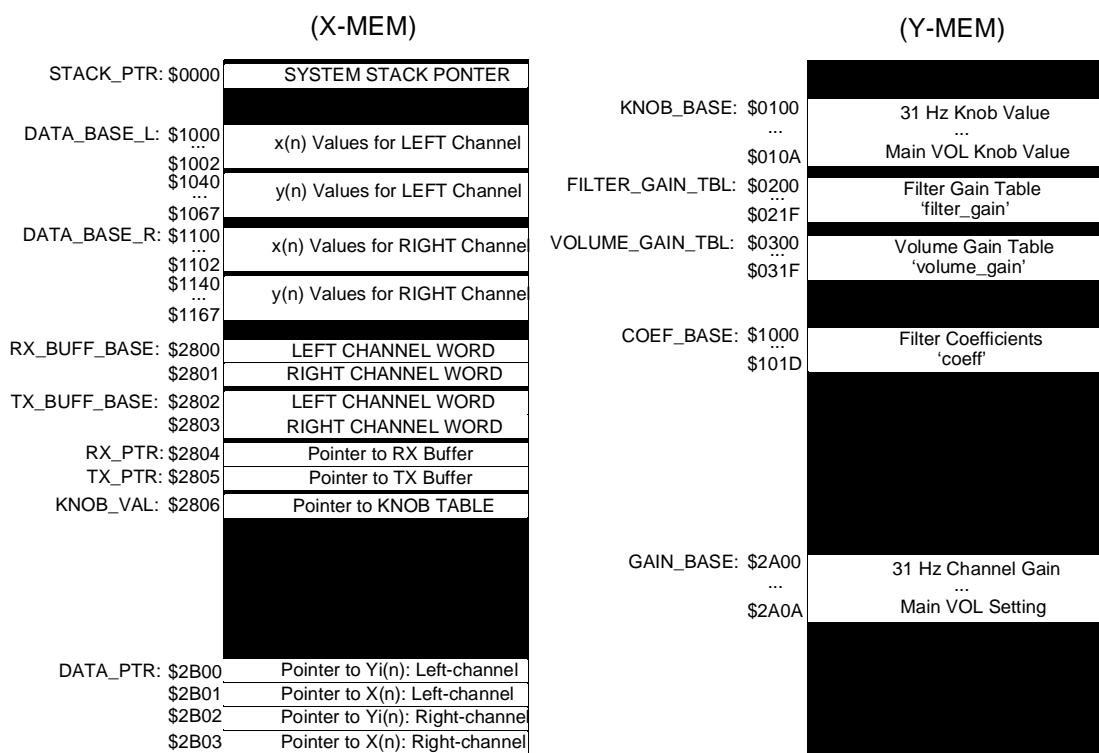 (X-MEM)
STACK_PTR: $0000 SYSTEM STACK PONTER
DATA_BASE_L: $1000
...
$1002
x(n) Values for LEFT Channel
$1040
...
$1067
y(n) Values for LEFT Channel
DATA_BASE_R: $1100
...
$1102
x(n) Values for RIGHT Channel
$1140
...
$1167
y(n) Values for RIGHT Channel
RX_BUFF_BASE: $2800 LEFT CHANNEL WORD
$2801 RIGHT CHANNEL WORD
TX_BUFF_BASE: $2802 LEFT CHANNEL WORD
$2803 RIGHT CHANNEL WORD
RX_PTR: $2804 Pointer to RX Buffer
TX_PTR: $2805 Pointer to TX Buffer
KNOB_VAL: $2806 Pointer to KNOB TABLE
DATA_PTR: $2B00 Pointer to Yi(n): Left-channel
$2B01 Pointer to X(n): Left-channel
$2B02 Pointer to Yi(n): Right-channel
$2B03 Pointer to X(n): Right-channel
(Y-MEM)
KNOB_BASE: $0100 31 Hz Knob Value
... ...
$010A Main VOL Knob Value
FILTER_GAIN_TBL: $0200 Filter Gain Table
...
$021F 'filter_gain'
VOLUME_GAIN_TBL: $0300 Volume Gain Table
...
$031F 'volume_gain'
COEF_BASE: $1000 Filter Coefficients
...
$101D 'coeff'
GAIN_BASE: $2A00 31 Hz Channel Gain
... ...
$2A0A Main VOL Setting